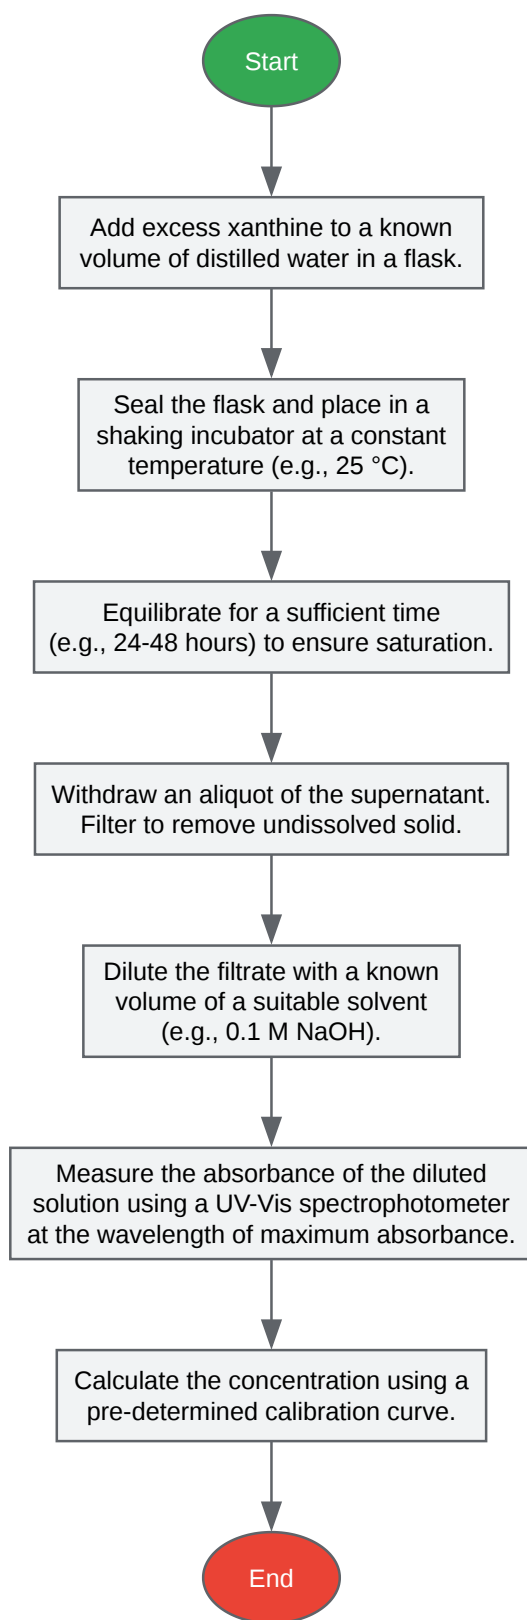 Start
Add excess xanthine to a known
volume of distilled water in a flask.
Seal the flask and place in a
shaking incubator at a constant
temperature (e.g., 25 °C).
Equilibrate for a sufficient time
(e.g., 24-48 hours) to ensure saturation.
Withdraw an aliquot of the supernatant.
Filter to remove undissolved solid.
Dilute the filtrate with a known
volume of a suitable solvent
(e.g., 0.1 M NaOH).
Measure the absorbance of the diluted
solution using a UV-Vis spectrophotometer
at the wavelength of maximum absorbance.
Calculate the concentration using a
pre-determined calibration curve.
End